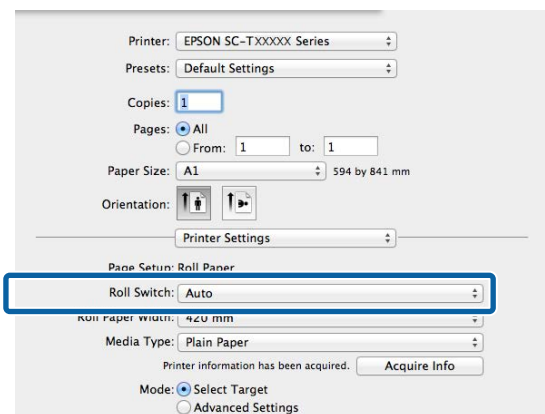 Printer: EPSON SC-TXXXXX Series
Presets: Default Settings
Copies: 1
Pages: All
From: 1 to: 1
Paper Size: A1 594 by 841 mm
Orientation:
Printer Settings
Page Setup: Roll Paper
Roll Switch: Auto
Roll Paper Width: 420 mm
Media Type: Plain Paper
Printer information has been acquired. Acquire Info
Mode: Select Target
Advanced Settings